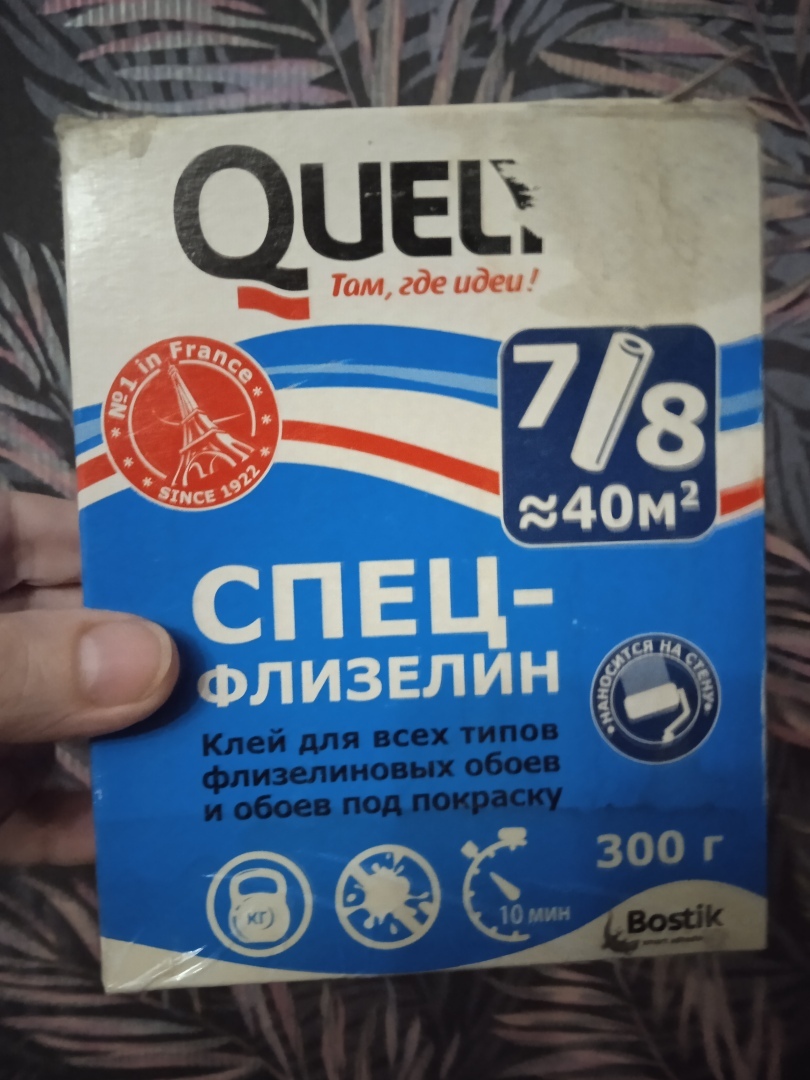 QUEL
Там, где идеи!
№1 in France
SINCE 1922
7/8
≈40м²
СПЕЦ-
ФЛИЗЕЛИН
НАНОСИТСЯ НА СТЕНУ
Клей для всех типов
флизелиновых обоев
и обоев под покраску
300 г
кг
10 мин
Bostik